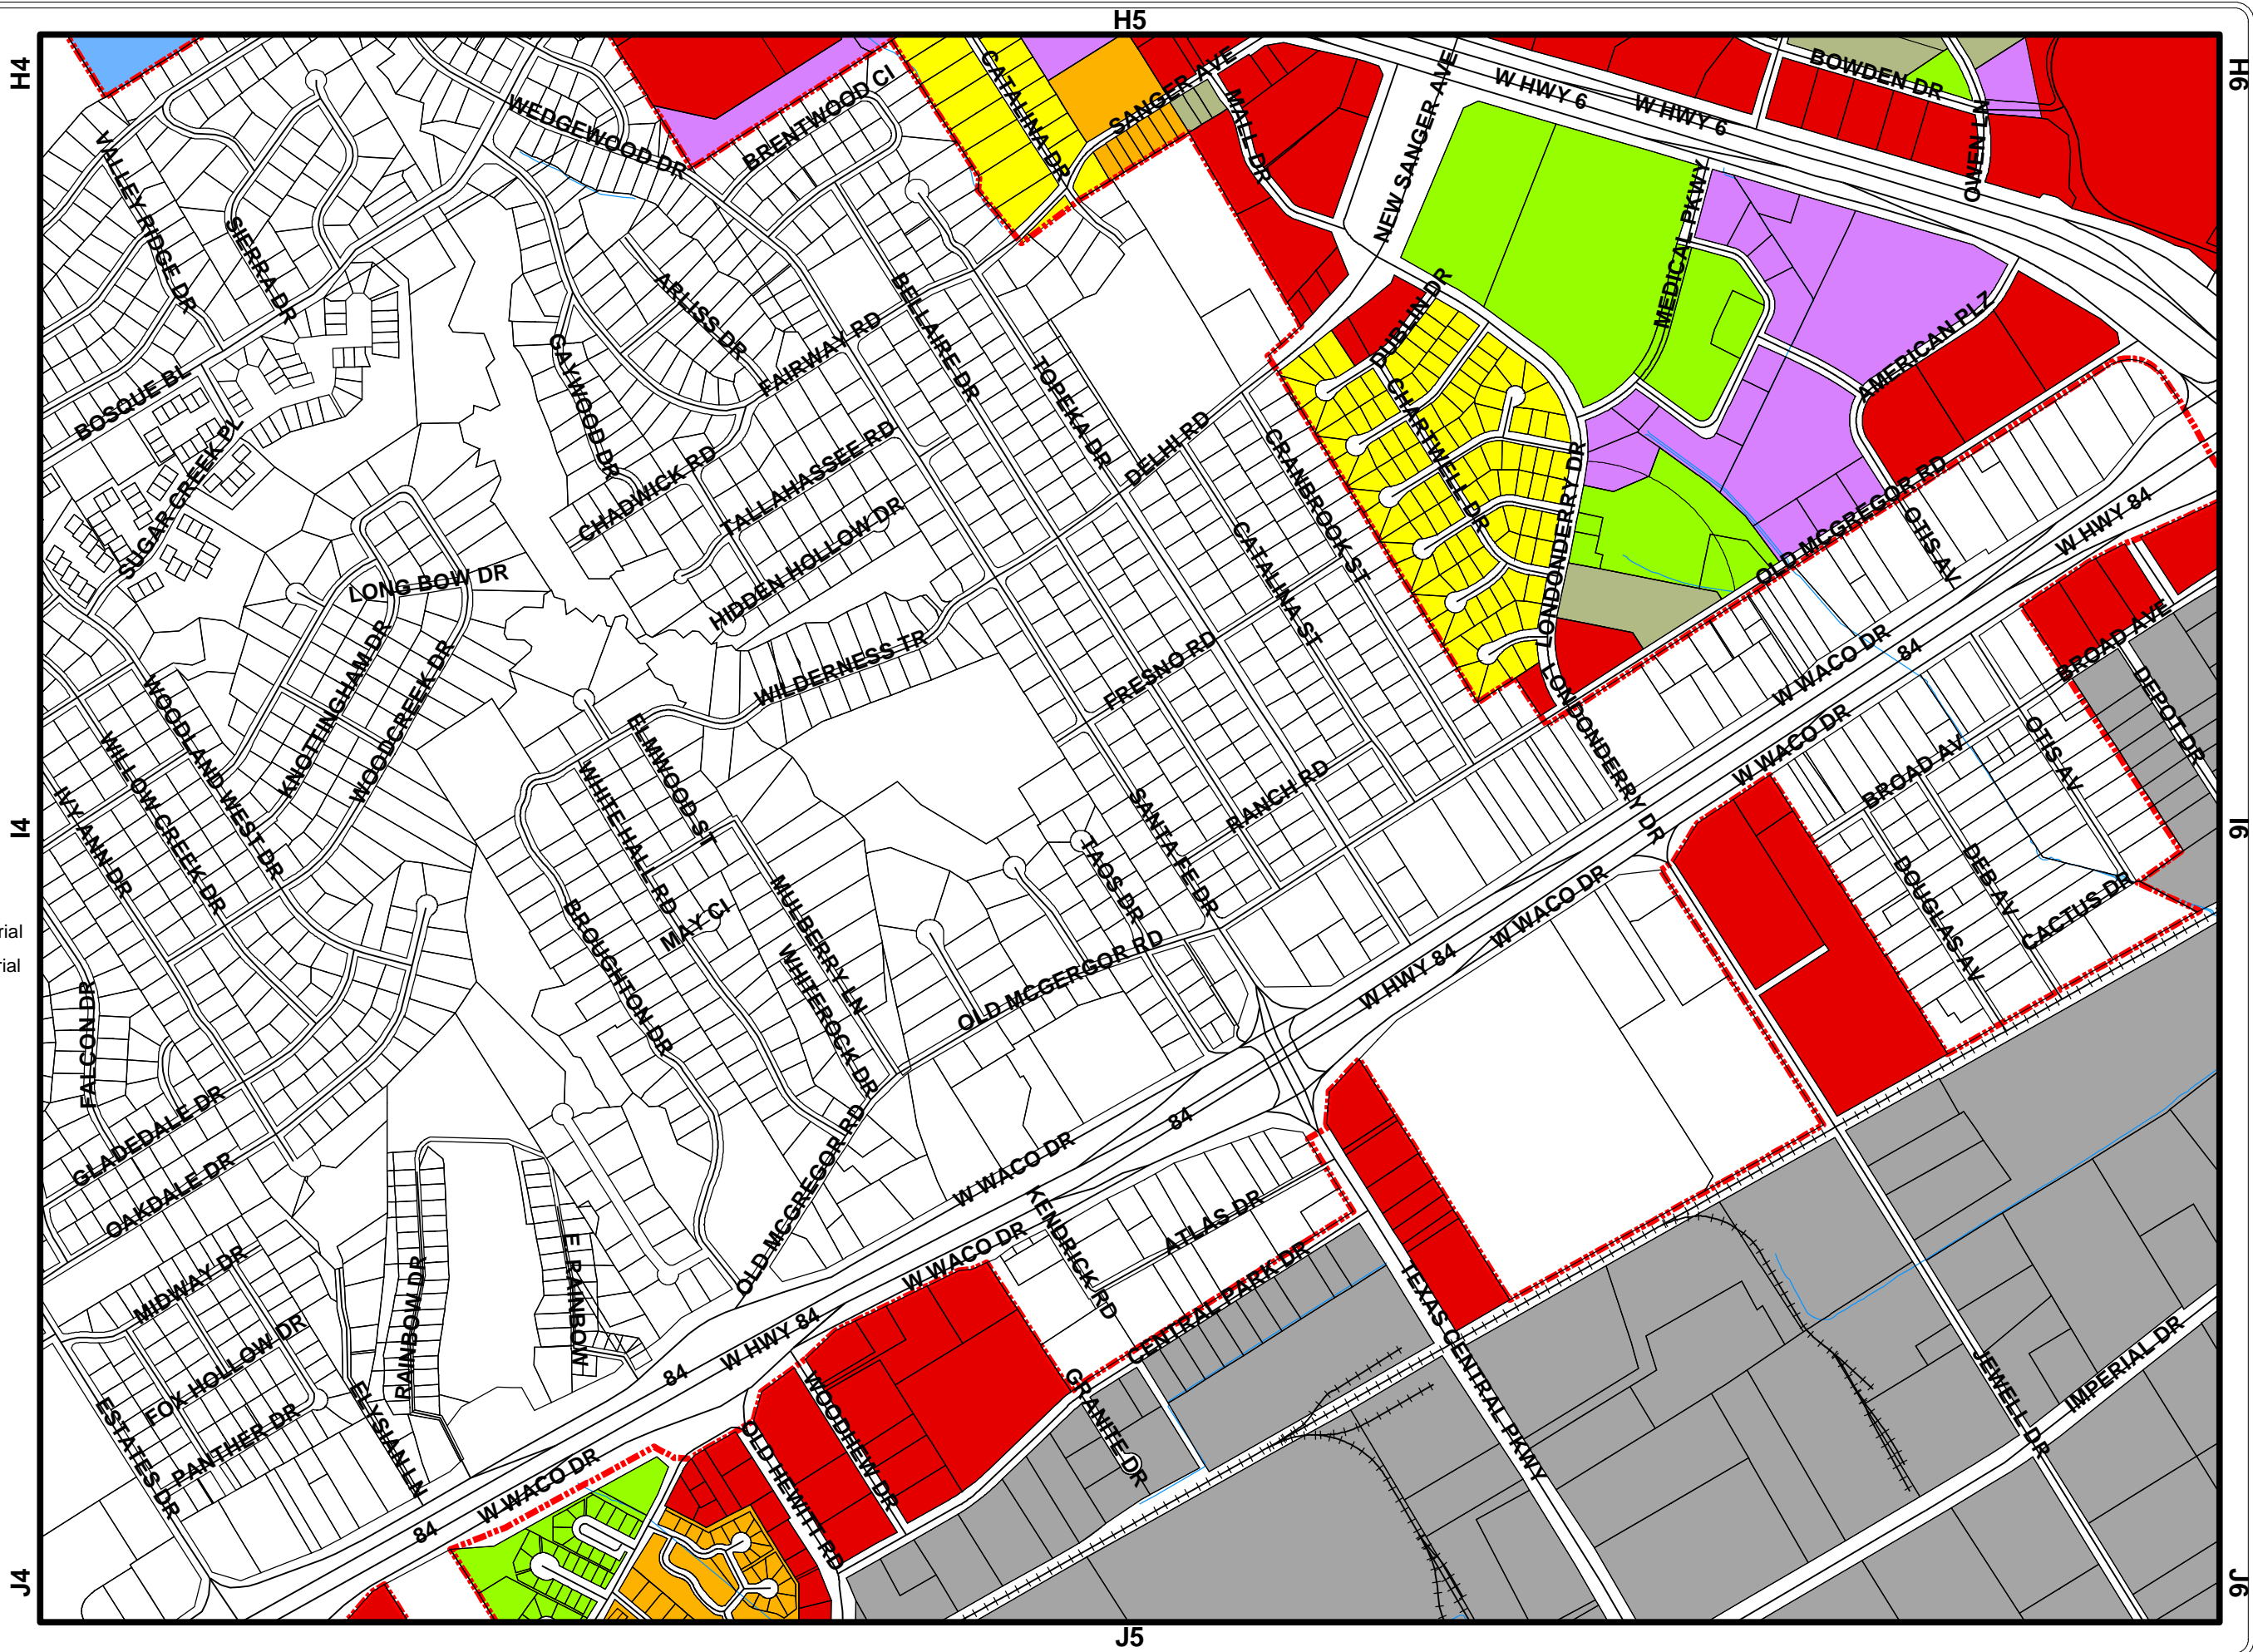 H5
H4
H6
I4
I6
J4
J6
J5
rial
rial
VALLEY RIDGE DR
SIERRA DR
BOSQUE BL
SUGAR CREEK PL
WEDGEWOOD DR
BRENTWOOD CI
CATALINA DR
SANGER AVE
MALL DR
NEW SANGER AVE
W HWY 6
W HWY 6
BOWDEN DR
OWEN LN
MEDICAL PKWY
AMERICAN PLZ
DUBLIN DR
CHARTWELL DR
LONDONDERRY DR
OLD MCGREGOR RD
OTIS AV
W HWY 84
ARLISS DR
GAYWOOD DR
FAIRWAY RD
BELLAIRE DR
TOPEKA DR
DELHI RD
CRANBROOK ST
CATALINA ST
CHADWICK RD
TALLAHASSEE RD
HIDDEN HOLLOW DR
LONG BOW DR
WILDERNESS TR
FRESNO RD
KNOTTINGHAM DR
WOODCREEK DR
WOODLAND WEST DR
WILLOW CREEK DR
IVY ANN DR
ELMWOOD ST
WHITE HALL RD
MAY CI
MULBERRY LN
WHITEROCK DR
BROUGHTON DR
SANTA FE DR
RANCH RD
TAOS DR
OLD MCGERGOR RD
LONDONDERRY DR
W WACO DR
84
W WACO DR
BROAD AVE
DEPOT DR
OTIS AV
BROAD AV
DOUGLAS AV
DEB AV
CACTUS DR
W WACO DR
W HWY 84
84
FALCON DR
GLADEDALE DR
OAKDALE DR
MIDWAY DR
FOX HOLLOW DR
PANTHER DR
ESTATES DR
ELYSIAN LN
RAINBOW DR
E RAINBOW
OLD MCGREGOR RD
W WACO DR
KENDRICK RD
ATLAS DR
W WACO DR
CENTRAL PARK DR
W HWY 84
84
W WACO DR
84
WOODHEW DR
OLD HEWITT RD
GRANITE DR
TEXAS CENTRAL PKWY
JEWELL DR
IMPERIAL DR